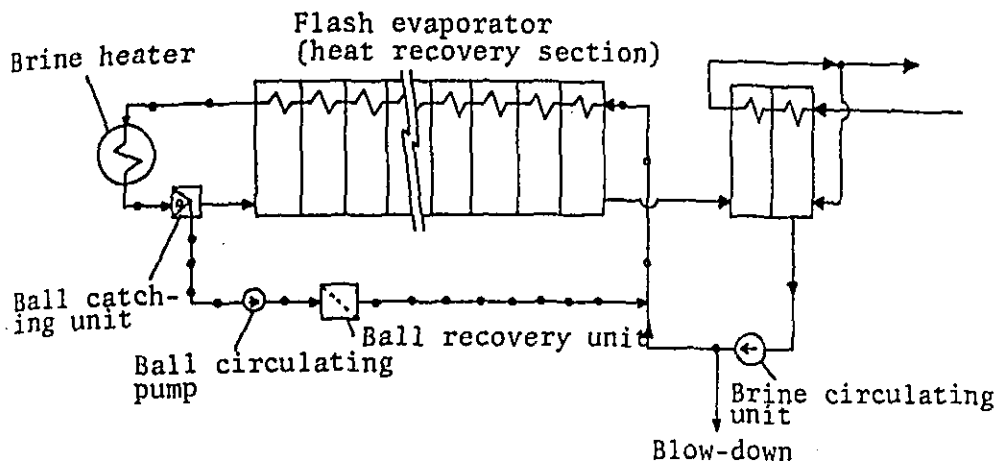 Flash evaporator
(heat recovery section)
Brine heater
Ball catch-
ing unit
Ball circulating
pump
Ball recovery unit
Brine circulating
unit
Blow-down